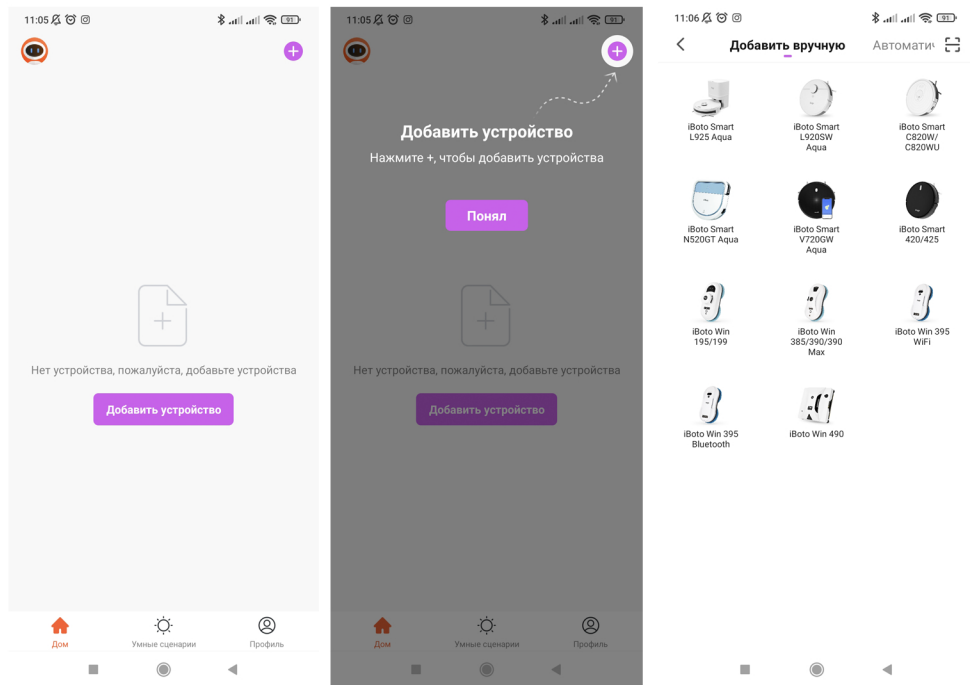 11:05
91
Нет устройства, пожалуйста, добавьте устройства
Добавить устройство
Дом
Умные сценарии
Профиль
11:05
91
Добавить устройство
Нажмите +, чтобы добавить устройства
Понял
Нет устройства, пожалуйста, добавьте устройства
Добавить устройство
Дом
Умные сценарии
Профиль
11:06
91
Добавить вручную
Автомати
iBoto Smart
L925 Aqua
iBoto Smart
L920SW
Aqua
iBoto Smart
C820W/
C820WU
iBoto Smart
N520GT Aqua
iBoto Smart
V720GW
Aqua
iBoto Smart
420/425
iBoto Win
195/199
iBoto Win
385/390/390
Max
iBoto Win 395
WiFi
iBoto Win 395
Bluetooth
iBoto Win 490